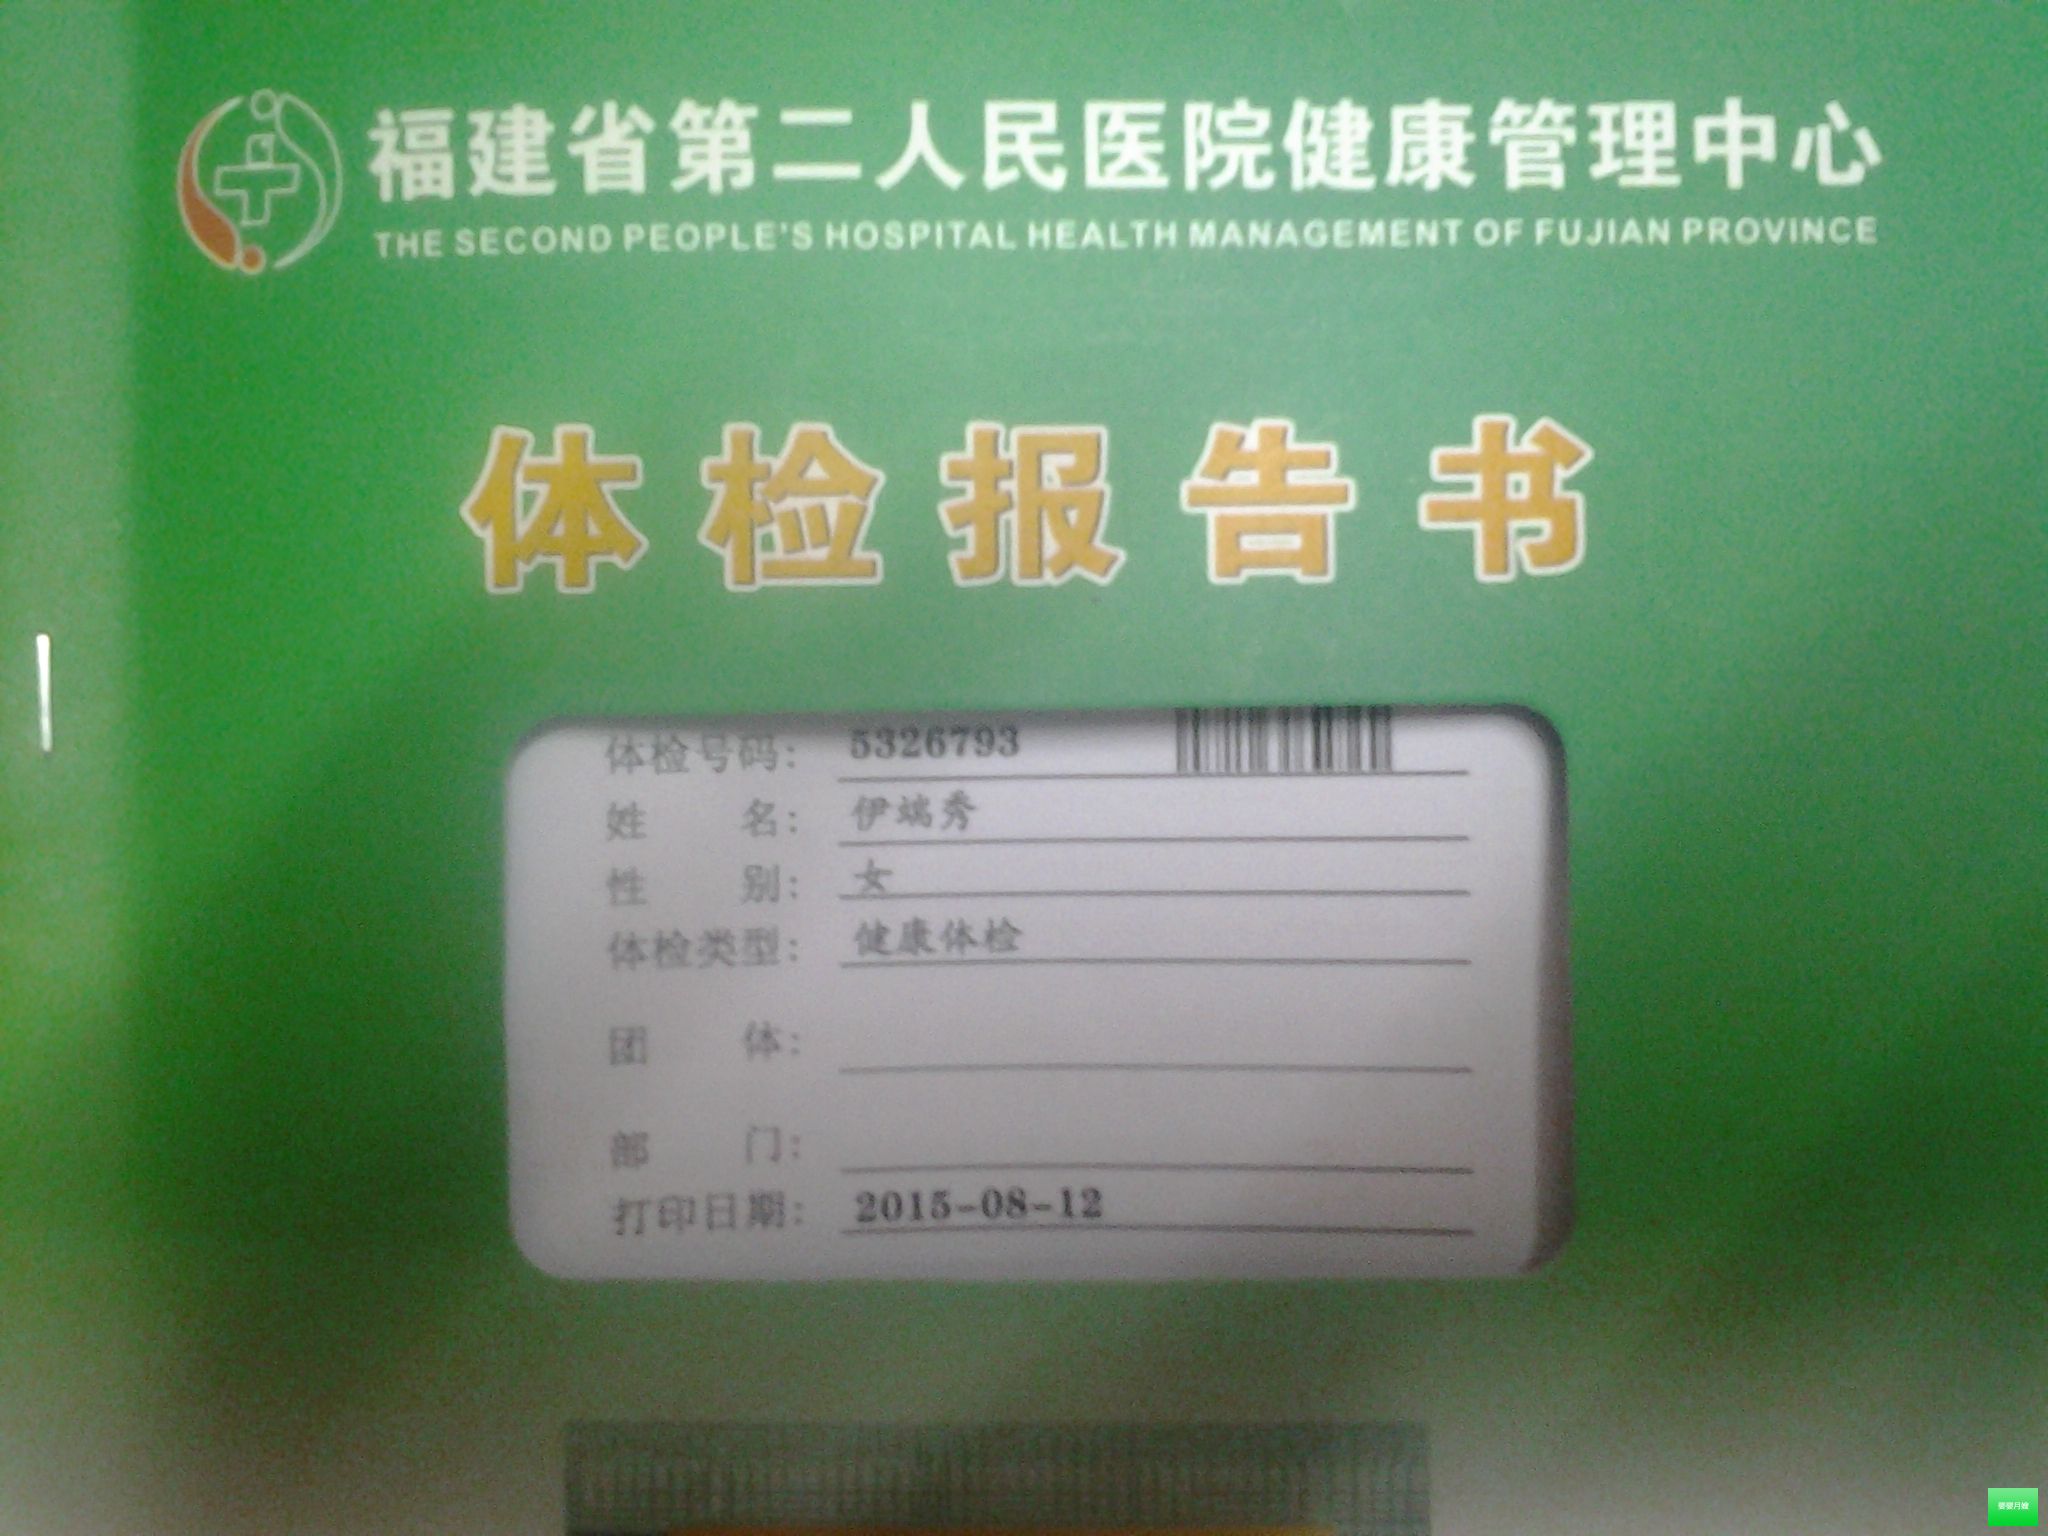 福建省第二人民医院健康管理中心
THE SECOND PEOPLE'S HOSPITAL HEALTH MANAGEMENT OF FUJIAN PROVINCE
体检报告书
体检号码： 5326793
姓 名： 伊端秀
性 别： 女
体检类型： 健康体检
团 体：
部 门：
打印日期： 2015-08-12